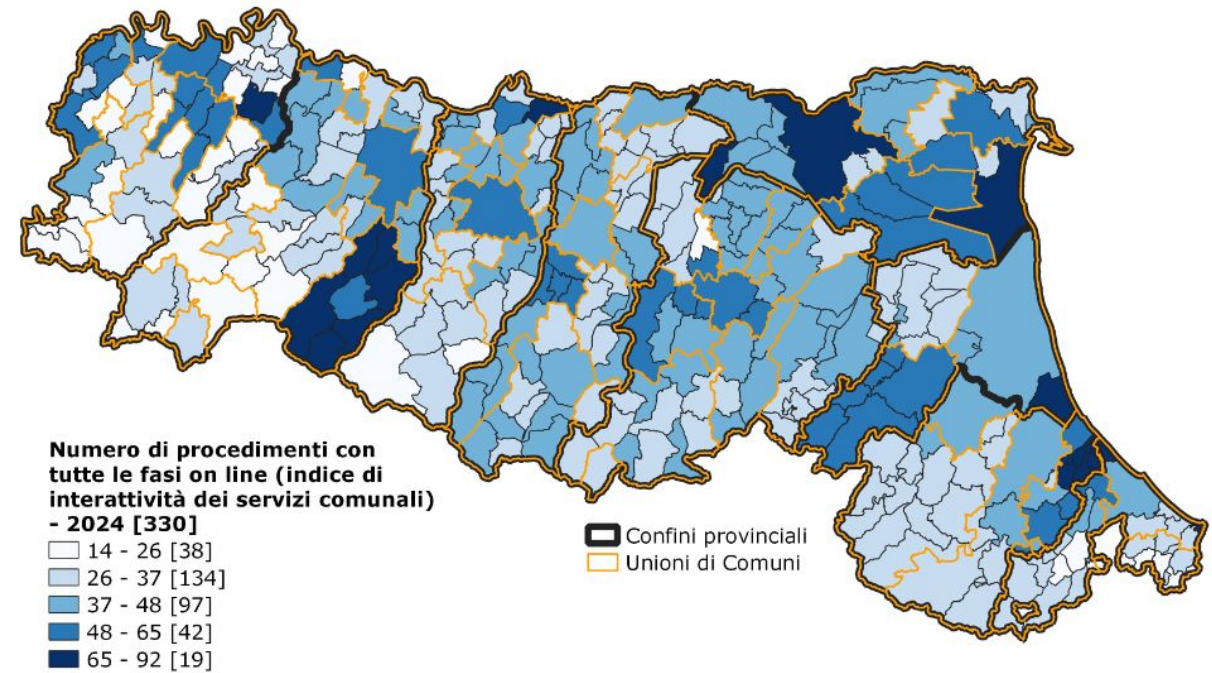 Numero di procedimenti con
tutte le fasi on line (indice di
interattività dei servizi comunali)
- 2024 [330]
14 - 26 [38]
26 - 37 [134]
37 - 48 [97]
48 - 65 [42]
65 - 92 [19]
Confini provinciali
Unioni di Comuni